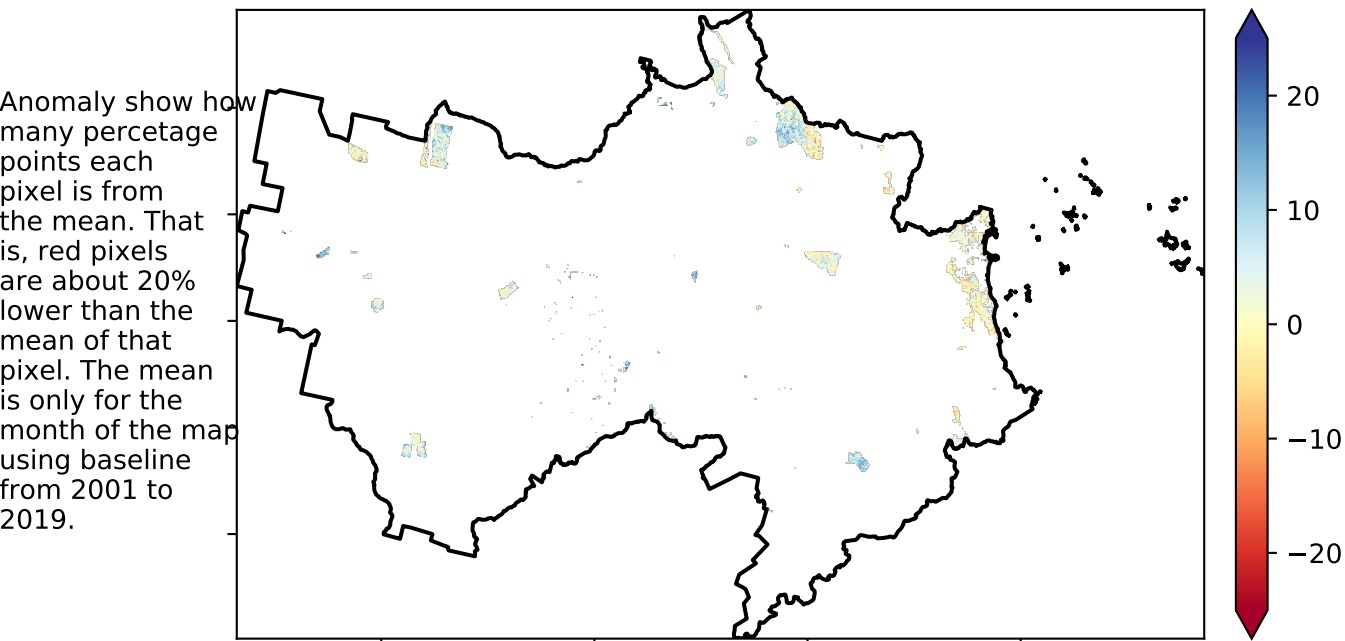 Anomaly show how
many percetage
points each
pixel is from
the mean. That
is, red pixels
are about 20%
lower than the
mean of that
pixel. The mean
is only for the
month of the map
using baseline
from 2001 to
2019.
20
10
0
−10
−20